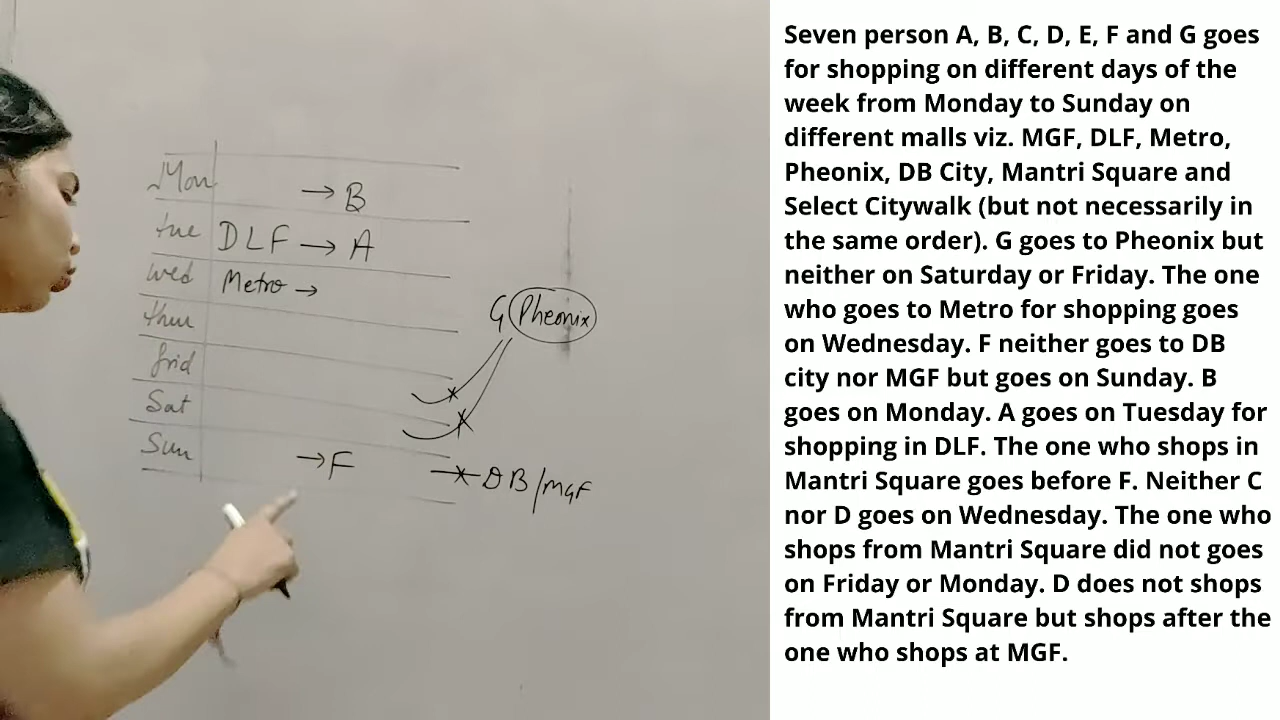 Mon → B
tue DLF → A
wed Metro →
thur
frid
Sat
Sun → F
G Pheonix
DB/MGF
Seven person A, B, C, D, E, F and G goes
for shopping on different days of the
week from Monday to Sunday on
different malls viz. MGF, DLF, Metro,
Pheonix, DB City, Mantri Square and
Select Citywalk (but not necessarily in
the same order). G goes to Pheonix but
neither on Saturday or Friday. The one
who goes to Metro for shopping goes
on Wednesday. F neither goes to DB
city nor MGF but goes on Sunday. B
goes on Monday. A goes on Tuesday for
shopping in DLF. The one who shops in
Mantri Square goes before F. Neither C
nor D goes on Wednesday. The one who
shops from Mantri Square did not goes
on Friday or Monday. D does not shops
from Mantri Square but shops after the
one who shops at MGF.